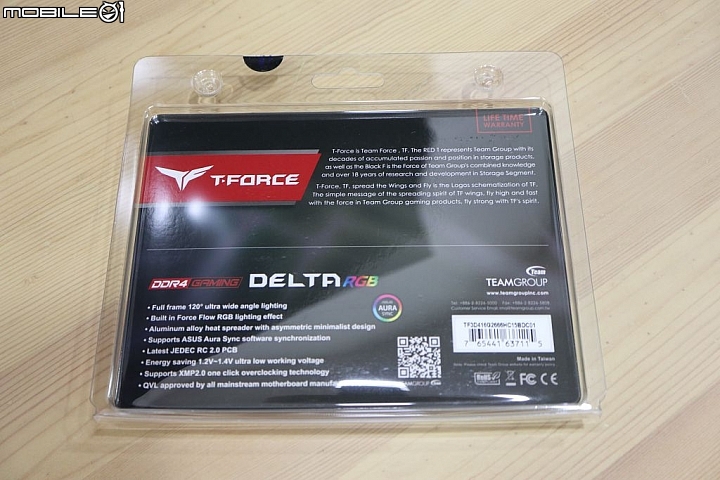 MOBILE01
LIFE TIME
WARRANTY
T-Force is Team Force , TF. The RED T represents Team Group with its
decades of accumulated passion and position in storage products,
as well as the Black F is the Force of Team Group's combined knowledge
and over 18 years of research and development in Storage Segment.
T-FORCE
T-Force, TF, spread the Wings and Fly is the Logos schematization of TF.
The simple message of the spreading spirit of TF wings, fly high and fast
with the force in Team Group gaming products, fly strong with TF's spirit.
DDR4 GAMING DELTA RGB
Team
TEAMGROUP
www.teamgroupinc.com
• Full frame 120° ultra wide angle lighting
• Built in Force Flow RGB lighting effect
• Aluminum alloy heat spreader with asymmetric minimalist design
• Supports ASUS Aura Sync software synchronization
• Latest JEDEC RC 2.0 PCB
• Energy saving 1.2V~1.4V ultra low working voltage
• Supports XMP2.0 one click overclocking technology
• QVL approved by all mainstream motherboard
AURA
SYNC
TEAMGROUP
7 65441 63711 5
Made in Taiwan
RoHS